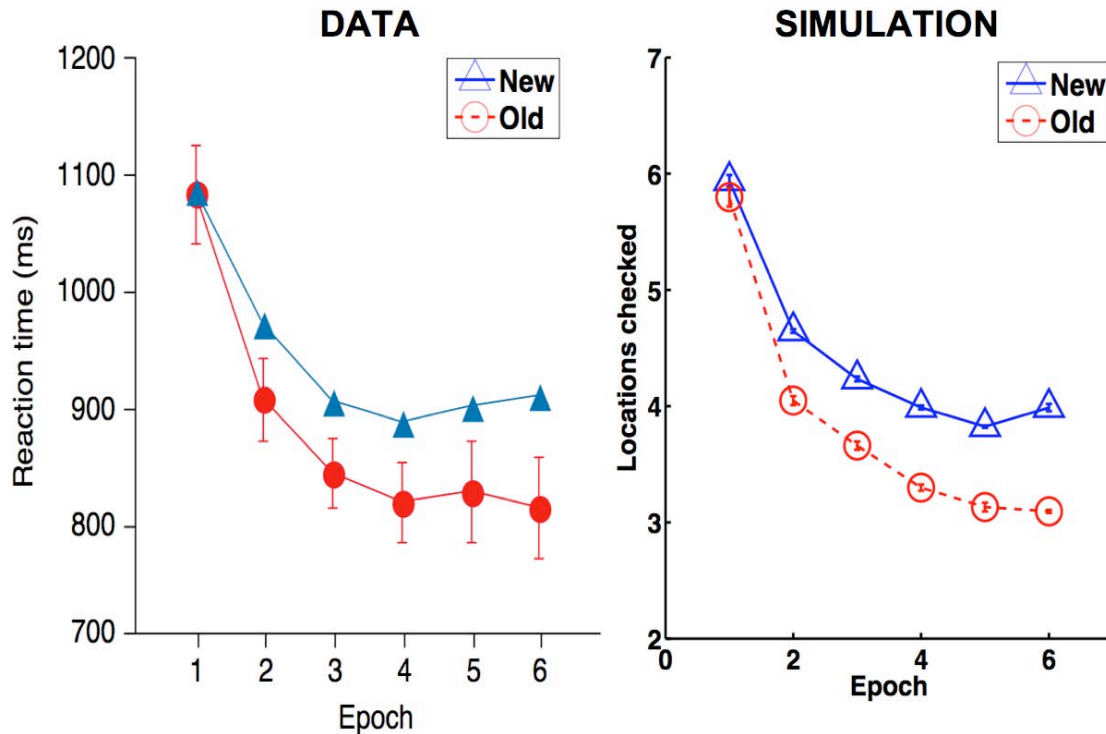 DATA
1200
1100
1000
900
800
700
Reaction time (ms)
New
Old
1 2 3 4 5 6
Epoch
SIMULATION
7
6
5
4
3
2
Locations checked
New
Old
0 2 4 6
Epoch